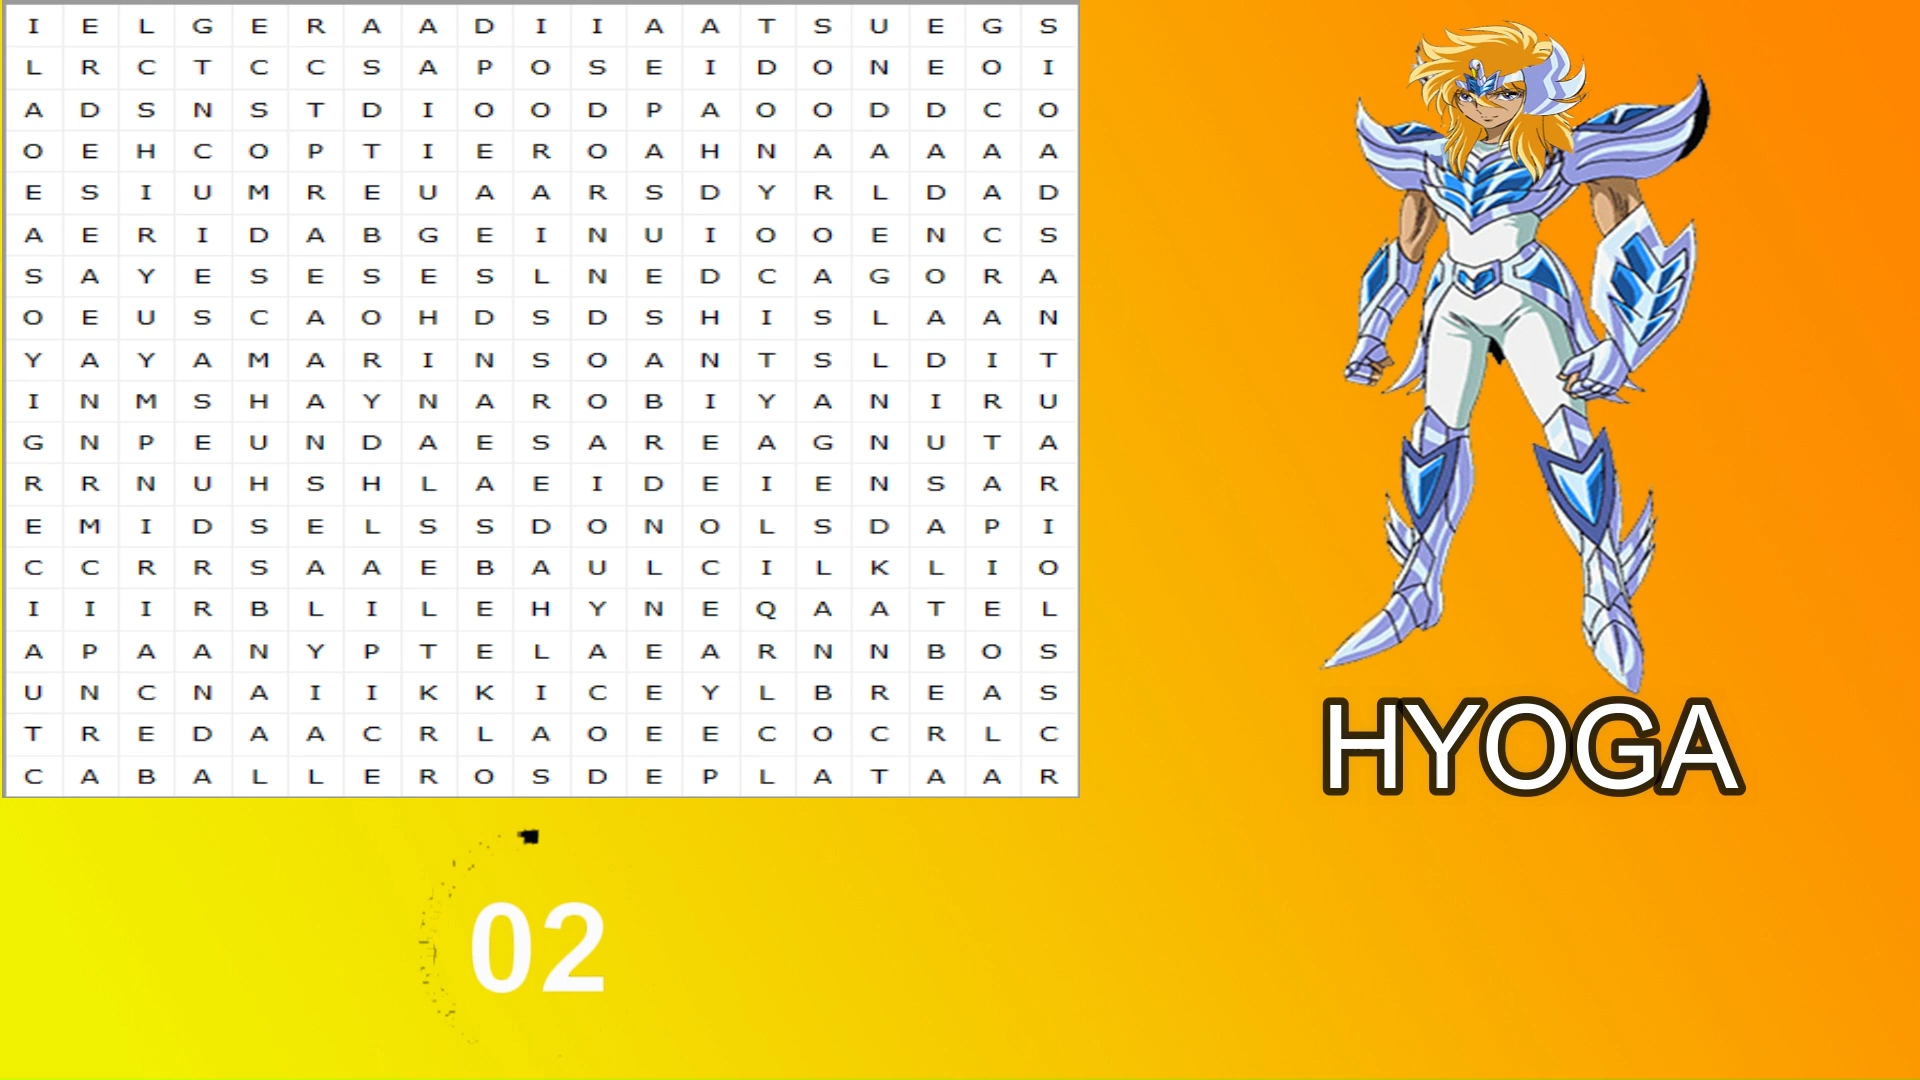 I E L G E R A A D I I A A T S U E G S
L R C T C C S A P O S E I D O N E O I
A D S N S T D I O O D P A O O D D C O
O E H C O P T I E R O A H N A A A A A
E S I U M R E U A A R S D Y R L D A D
A E R I D A B G E I N U I O O E N C S
S A Y E S E S E S L N E D C A G O R A
O E U S C A O H D S D S H I S L A A N
Y A Y A M A R I N S O A N T S L D I T
I N M S H A Y N A R O B I Y A N I R U
G N P E U N D A E S A R E A G N U T A
R R N U H S H L A E I D E I E N S A R
E M I D S E L S S D O N O L S D A P I
C C R R S A A E B A U L C I L K L I O
I I I R B L I L E H Y N E Q A A T E L
A P A A N Y P T E L A E A R N N B O S
U N C N A I I K K I C E Y L B R E A S
T R E D A A C R L A O E E C O C R L C
C A B A L L E R O S D E P L A T A A R
HYOGA
02